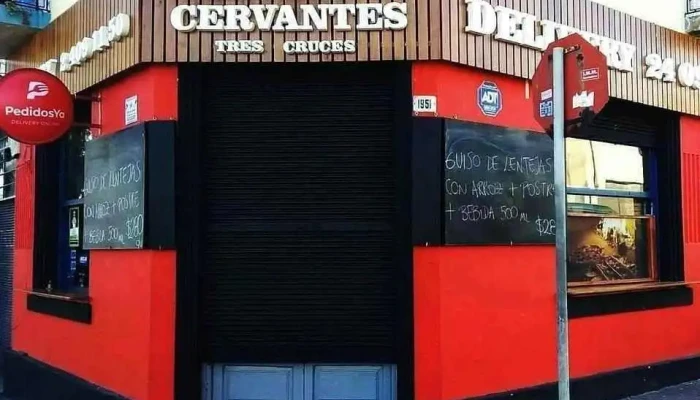 CERVANTES
TRES CRUCES
DELIVERY 24
PedidosYa
1951
ADT
GUISO DE LENTEJAS
CON ARROZ + POSTRE
+ BEBIDA 500 ML
GUISO DE LENTEJAS
CON ARROZ + POSTRE
+ BEBIDA 500 ML